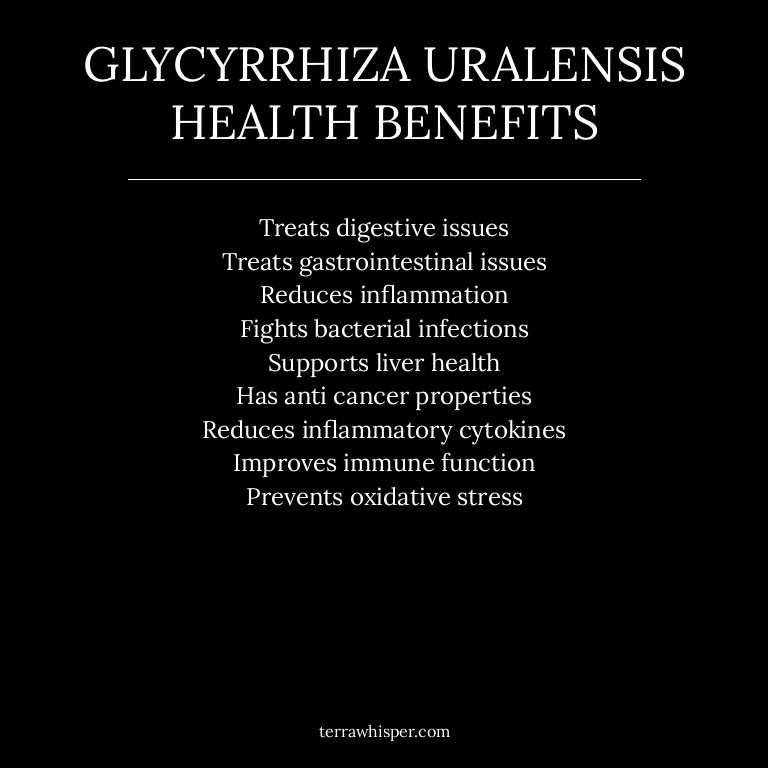 GLYCYRRHIZA URALENSIS
HEALTH BENEFITS
Treats digestive issues
Treats gastrointestinal issues
Reduces inflammation
Fights bacterial infections
Supports liver health
Has anti cancer properties
Reduces inflammatory cytokines
Improves immune function
Prevents oxidative stress
terrawhisper.com